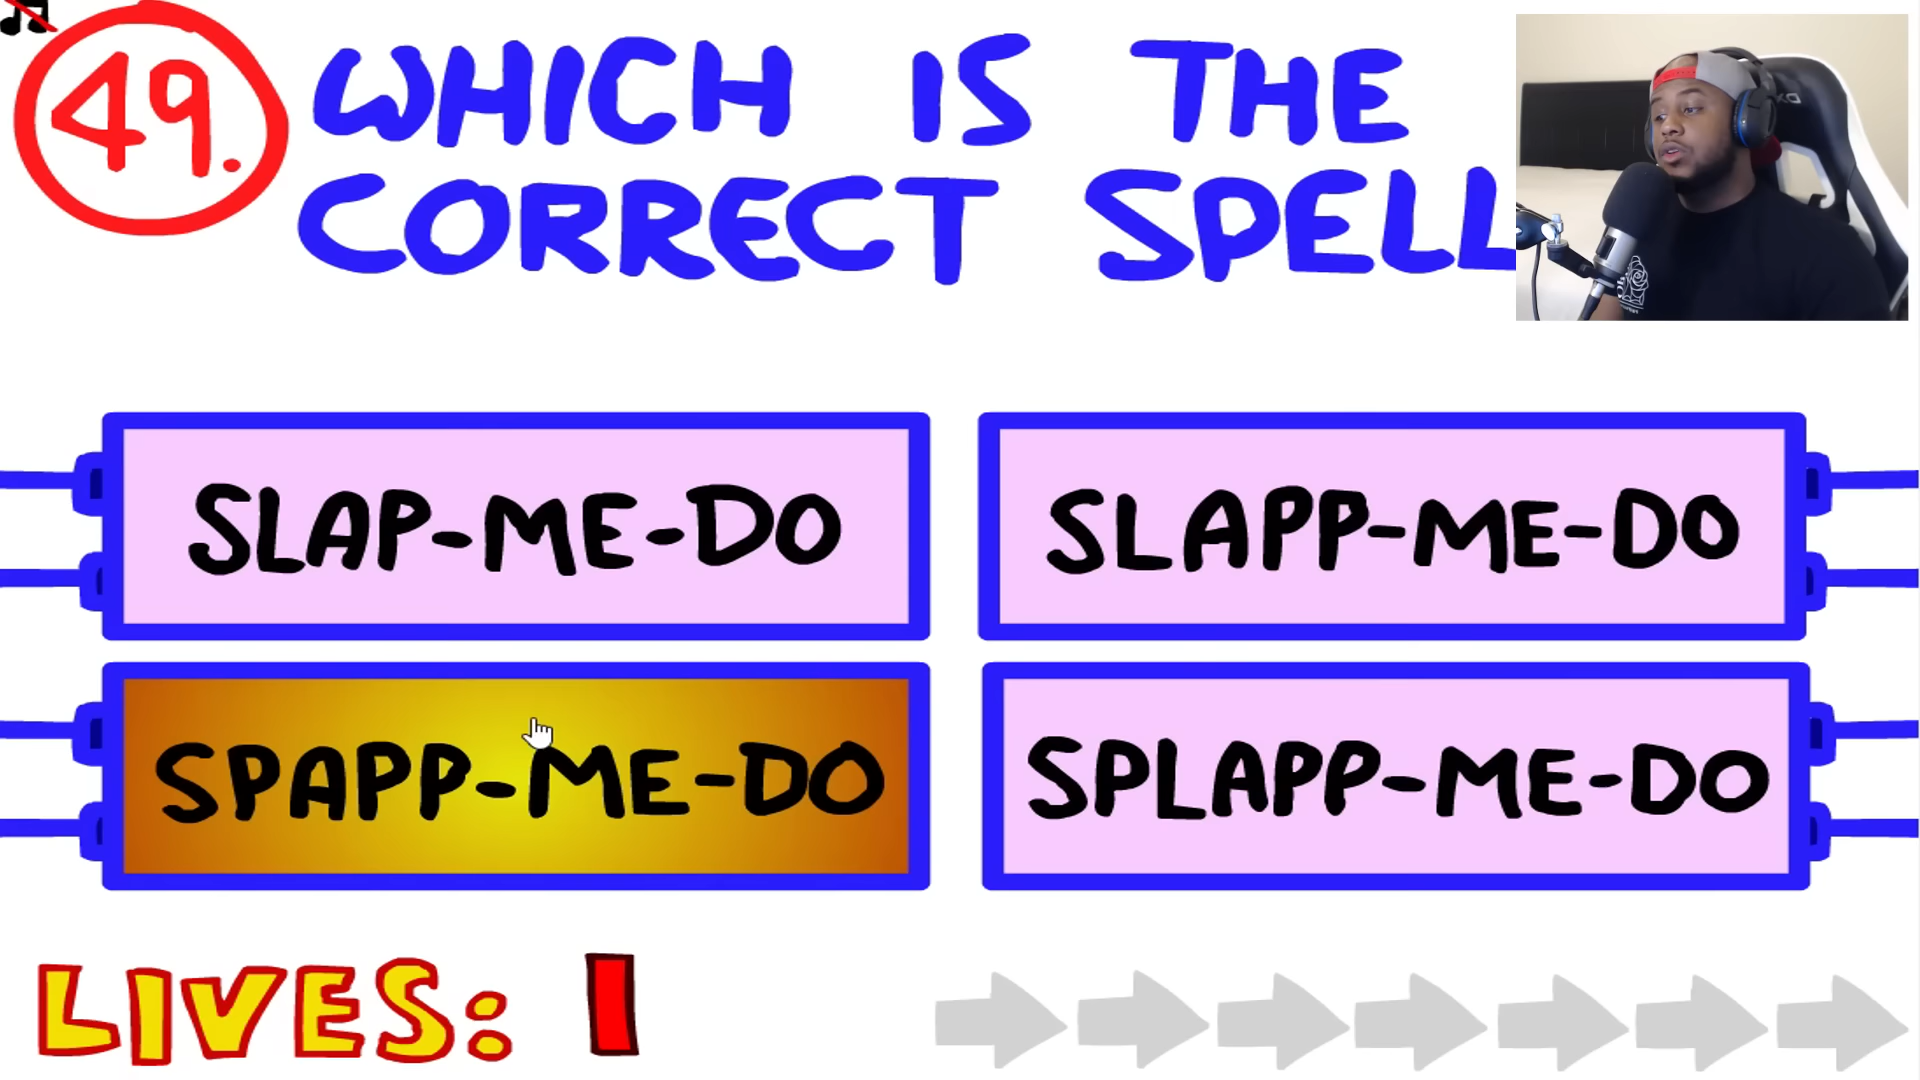 49.
WHICH IS THE
CORRECT SPELL
SLAP-ME-DO
SLAPP-ME-DO
SPAPP-ME-DO
SPLAPP-ME-DO
LIVES: 1